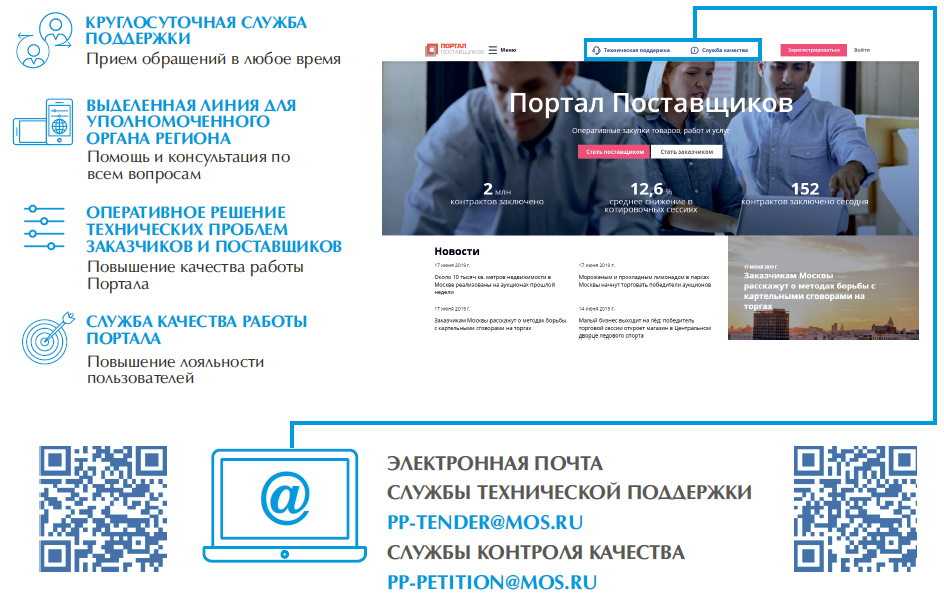 КРУГЛОСУТОЧНАЯ СЛУЖБА
ПОДДЕРЖКИ
Прием обращений в любое время
ВЫДЕЛЕННАЯ ЛИНИЯ ДЛЯ
УПОЛНОМОЧЕННОГО
ОРГАНА РЕГИОНА
Помощь и консультация по
всем вопросам
ОПЕРАТИВНОЕ РЕШЕНИЕ
ТЕХНИЧЕСКИХ ПРОБЛЕМ
ЗАКАЗЧИКОВ И ПОСТАВЩИКОВ
Повышение качества работы
Портала
СЛУЖБА КАЧЕСТВА РАБОТЫ
ПОРТАЛА
Повышение лояльности
пользователей
ПОРТАЛ
ПОСТАВЩИКОВ
Меню
Техническая поддержка
Служба качества
Зарегистрироваться
Войти
Портал Поставщиков
Оперативные закупки товаров, работ и услуг
Стать поставщиком
Стать заказчиком
2 млн
контрактов заключено
12,6 %
среднее снижение в
котировочных сессиях
152
контрактов заключено сегодня
Новости
17 июня 2019 г.
Около 10 тысяч кв. метров недвижимости в
Москве реализованы на аукционах прошлой
недели
17 июня 2019 г.
Мороженым и прохладным лимонадом в парках
Москвы начнут торговать победители аукционов
17 июня 2019 г.
Заказчикам Москвы расскажут о методах борьбы
с картельными сговорами на торгах
14 июня 2019 г.
Малый бизнес выходит на лёд: победитель
торговой сессии откроет магазин в Центральном
дворце ледового спорта
17 ИЮНЯ 2019 Г.
Заказчикам Москвы
расскажут о методах борьбы с
картельными сговорами на
торгах
@
ЭЛЕКТРОННАЯ ПОЧТА
СЛУЖБЫ ТЕХНИЧЕСКОЙ ПОДДЕРЖКИ
PP-TENDER@MOS.RU
СЛУЖБЫ КОНТРОЛЯ КАЧЕСТВА
PP-PETITION@MOS.RU